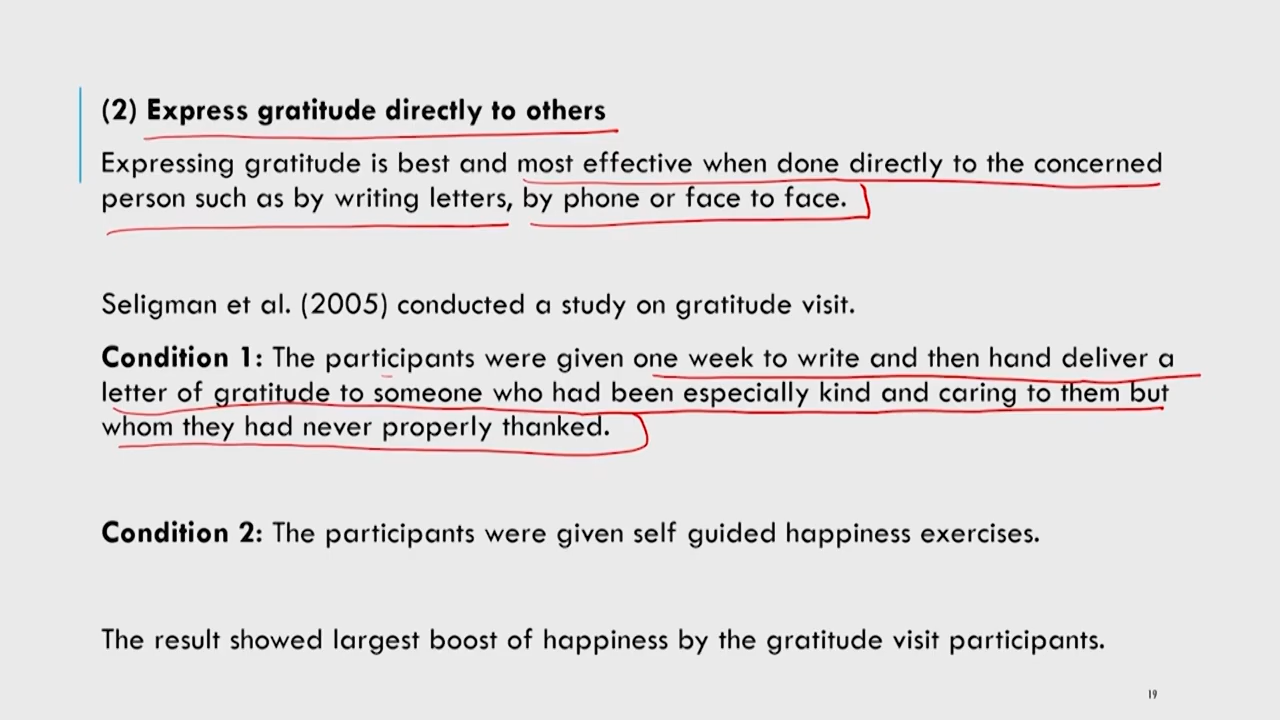 (2) Express gratitude directly to others
Expressing gratitude is best and most effective when done directly to the concerned
person such as by writing letters, by phone or face to face.
Seligman et al. (2005) conducted a study on gratitude visit.
Condition 1: The participants were given one week to write and then hand deliver a
letter of gratitude to someone who had been especially kind and caring to them but
whom they had never properly thanked.
Condition 2: The participants were given self guided happiness exercises.
The result showed largest boost of happiness by the gratitude visit participants.
19